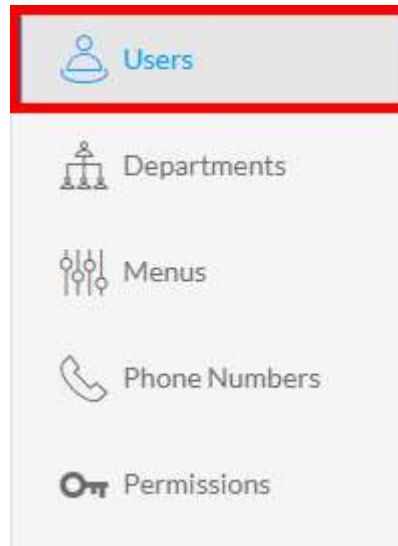 Users
Departments
Menus
Phone Numbers
Permissions